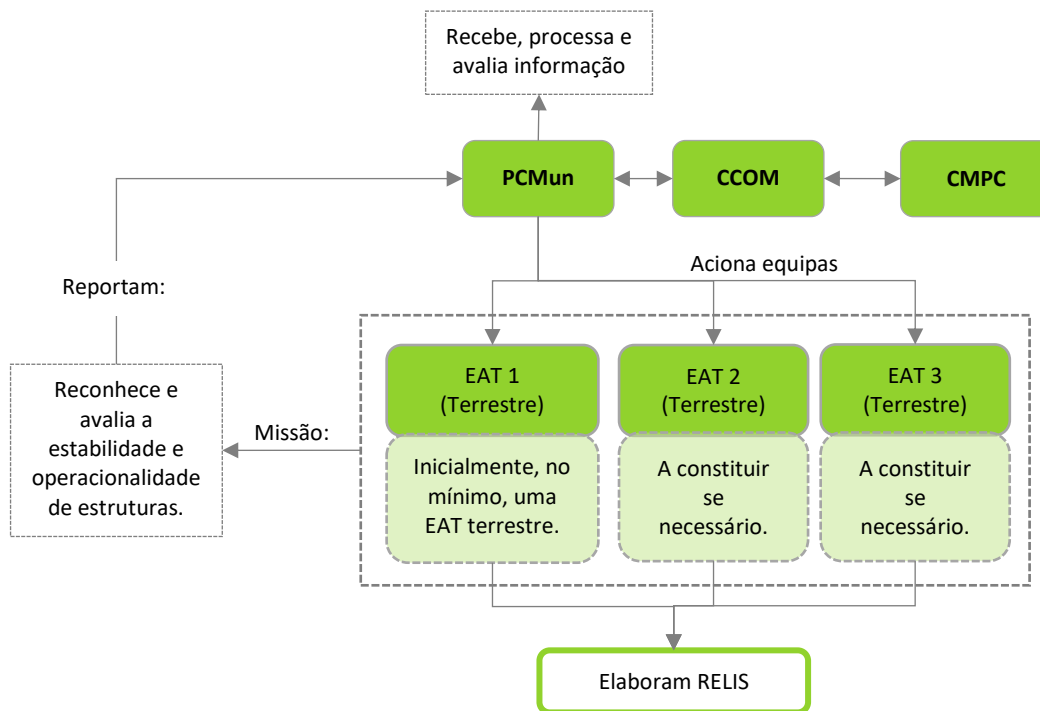 Recebe, processa e
avalia informação
PCMun
CCOM
CMPC
Aciona equipas
Reportam:
EAT 1
(Terrestre)
EAT 2
(Terrestre)
EAT 3
(Terrestre)
Reconhece e
avalia a
estabilidade e
operacionalidade
de estruturas.
Missão:
Inicialmente, no
mínimo, uma
EAT terrestre.
A constituir
se
necessário.
A constituir
se
necessário.
Elaboram RELIS